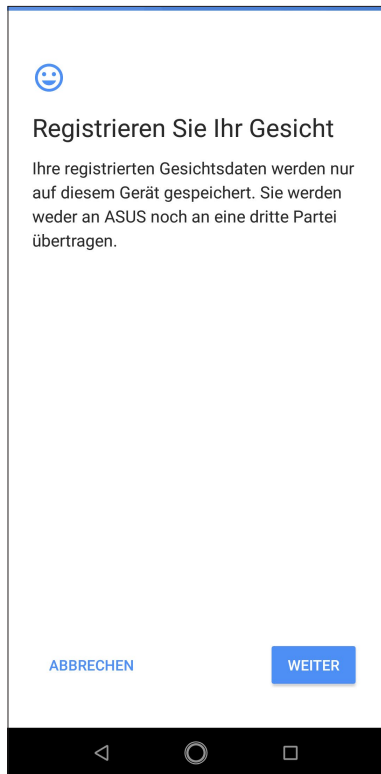 Registrieren Sie Ihr Gesicht
Ihre registrierten Gesichtsdaten werden nur
auf diesem Gerät gespeichert. Sie werden
weder an ASUS noch an eine dritte Partei
übertragen.
ABBRECHEN
WEITER